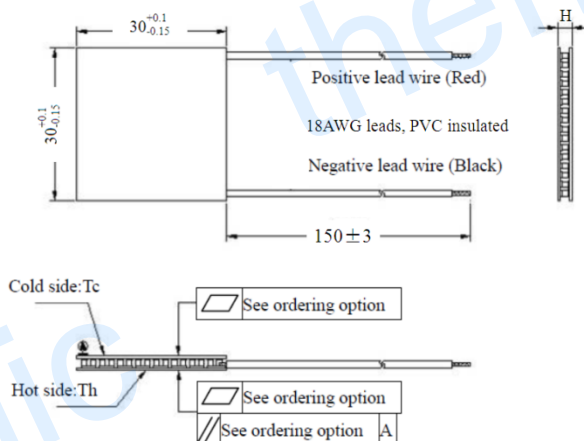 30+0.1-0.15
H
Positive lead wire (Red)
30+0.1-0.15
18AWG leads, PVC insulated
Negative lead wire (Black)
150±3
Cold side:Tc
See ordering option
A
Hot side:Th
See ordering option
See ordering option A